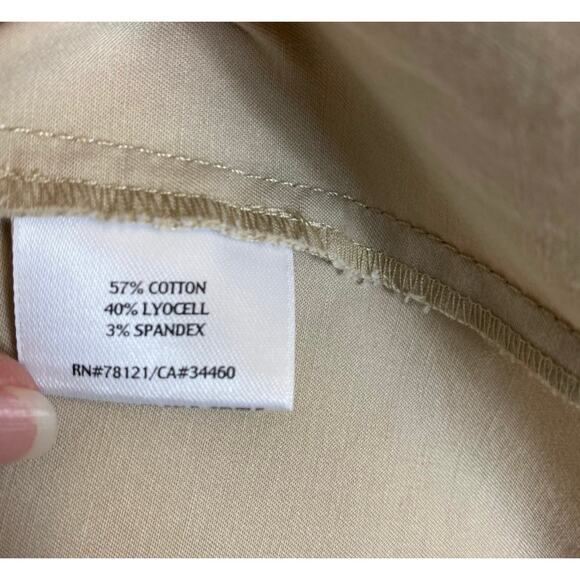 57% COTTON
40% LYOCELL
3% SPANDEX
RN#78121/CA#34460